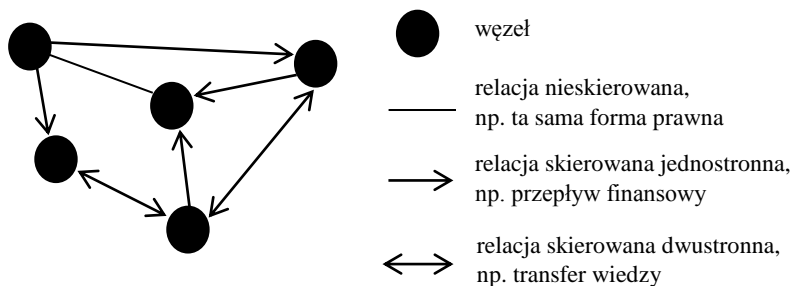 węzeł
relacja nieskierowana,
np. ta sama forma prawna
relacja skierowana jednostronna,
np. przepływ finansowy
relacja skierowana dwustronna,
np. transfer wiedzy